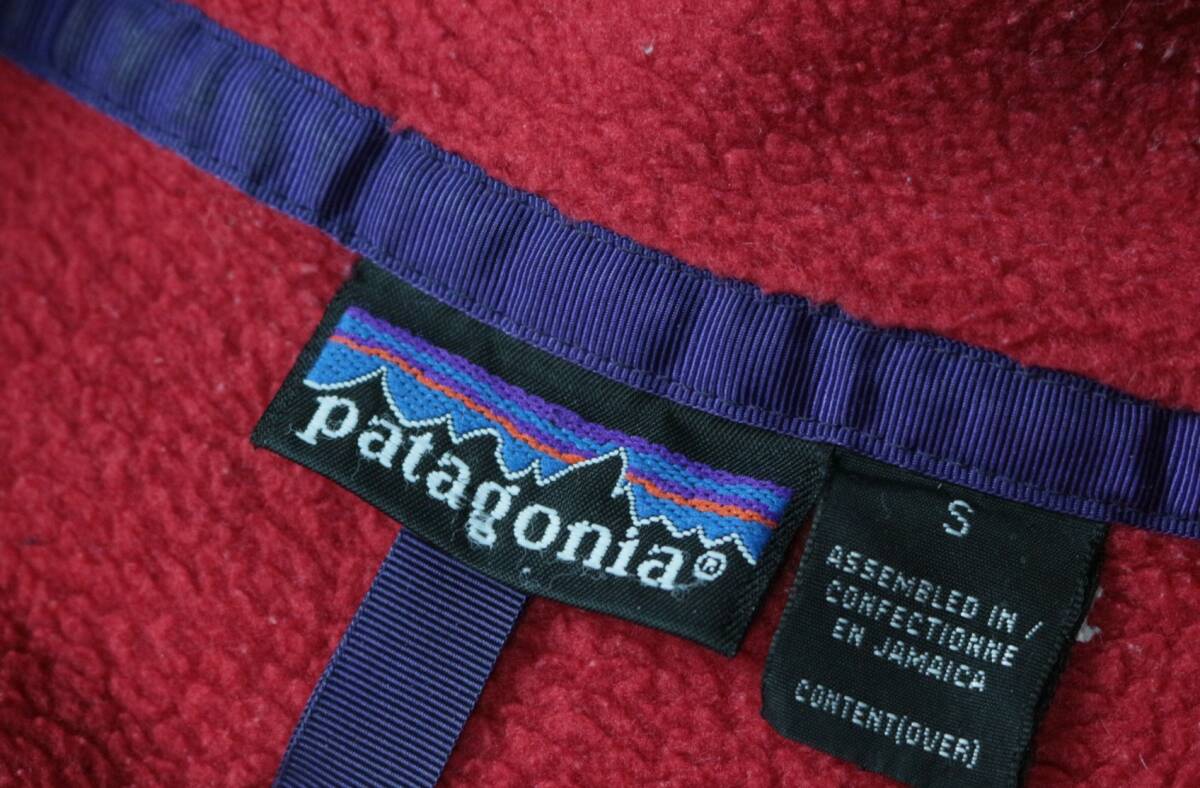 patagonia®
S
ASSEMBLED IN /
CONFECTIONNE
EN JAMAICA
CONTENT(OVER)